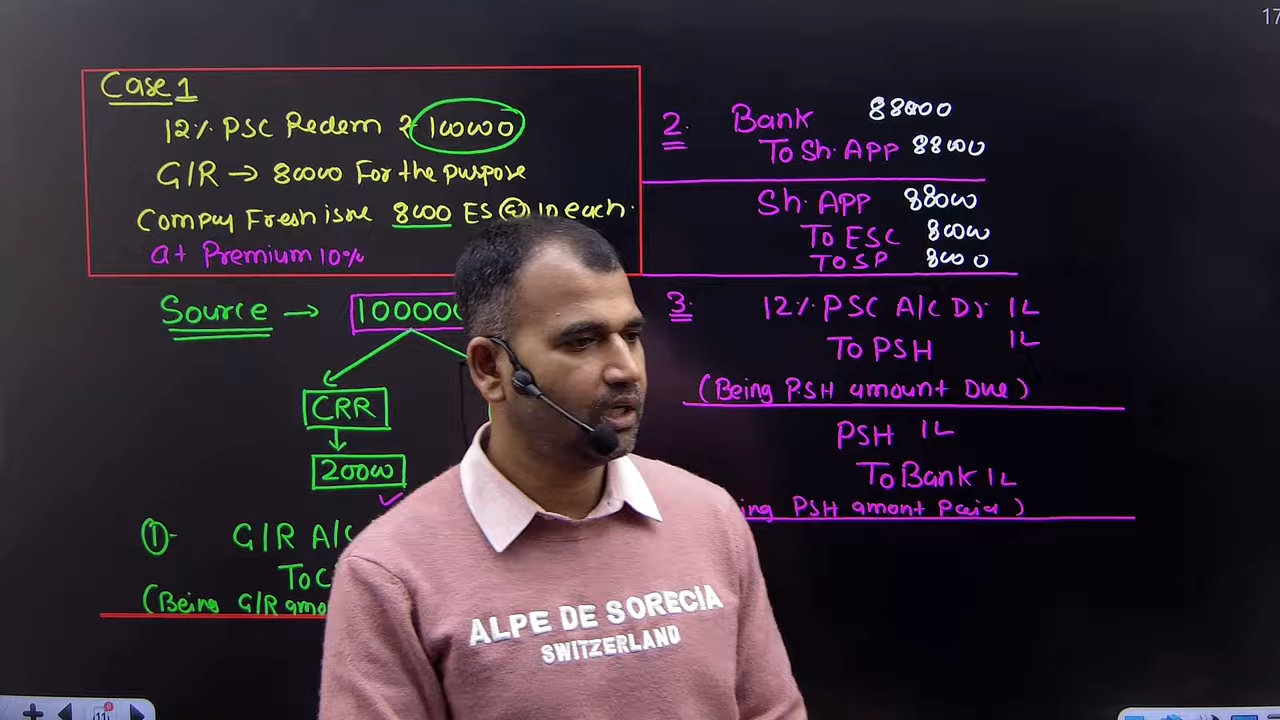 17
Case 1
12% PSC Redem ₹ 100000
G/R → 80000 For the purpose
Compay Fresh issue 8000 ES @ 10 each.
at Premium 10%
Source → 10000
CRR
20000
①- G/R A/C
To C
(Being G/R amo
2. Bank 88000
To Sh. APP 88000
Sh. APP 88000
To ESC 80000
To SP 8000
3. 12% PSC A/C Dr 1L
To PSH 1L
(Being PSH amount Due)
PSH 1L
To Bank 1L
ing PSH amont Paid)
ALPE DE SORECIA
SWITZERLAND
11